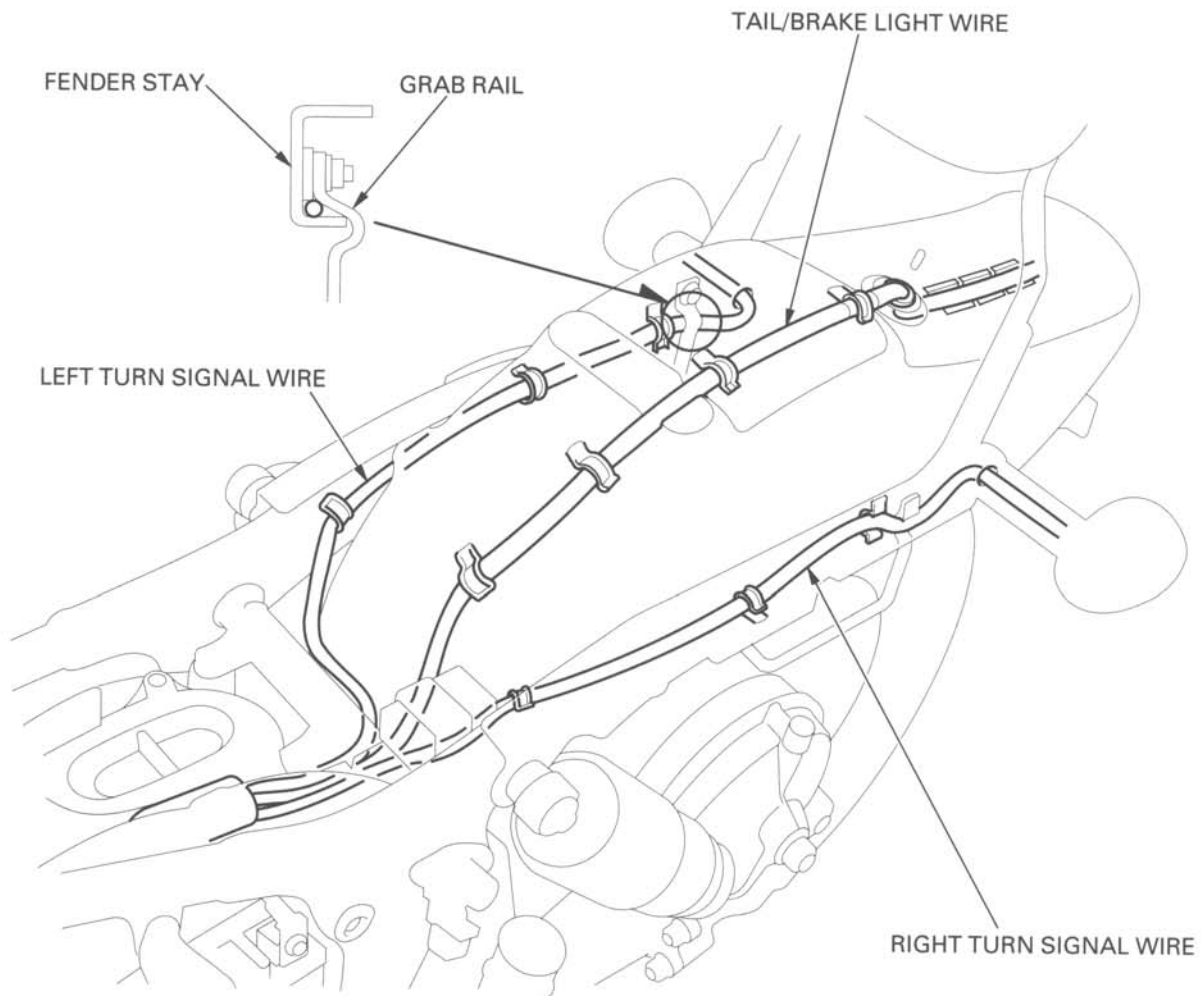 TAIL/BRAKE LIGHT WIRE
FENDER STAY
GRAB RAIL
LEFT TURN SIGNAL WIRE
RIGHT TURN SIGNAL WIRE